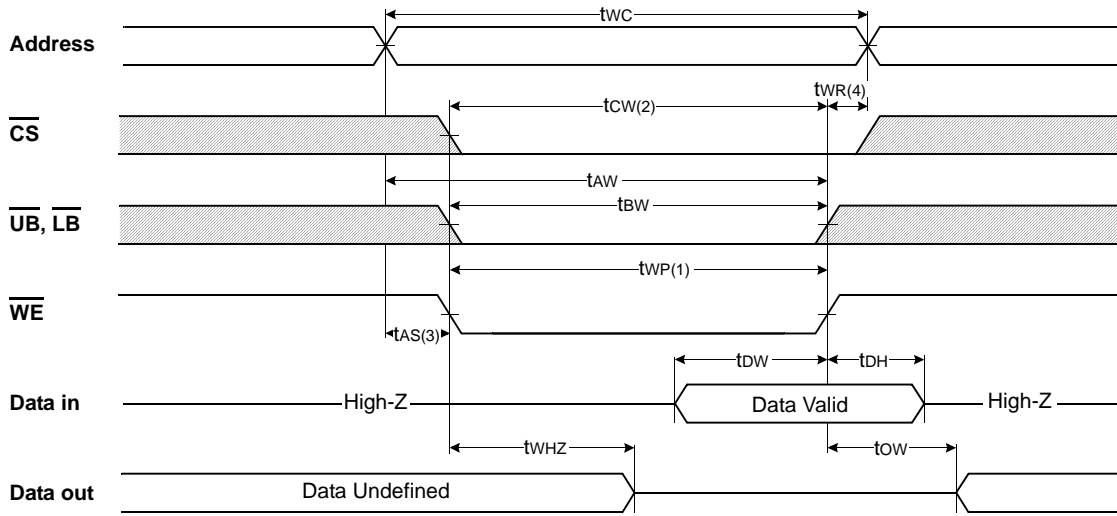 tWC
Address
tCW(2)
tWR(4)
CS
tAW
UB, LB
tBW
tWP(1)
WE
tAS(3)
tDW
tDH
Data in
High-Z
Data Valid
High-Z
tWHZ
tOW
Data out
Data Undefined